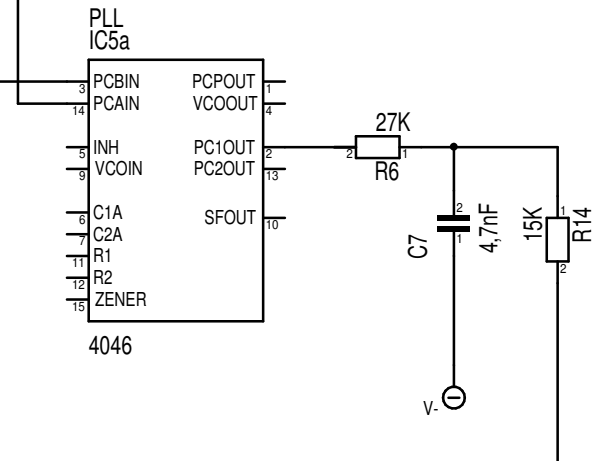 PLL
IC5a
3 PCBIN PCPOUT 1
14 PCAIN VCOOUT 4
5 INH PC1OUT 2
9 VCOIN PC2OUT 13
6 C1A SFOUT 10
7 C2A
11 R1
12 R2
15 ZENER
4046
27K
2 1
R6
2
C7 4,7nF
1
V-
1
15K R14
2